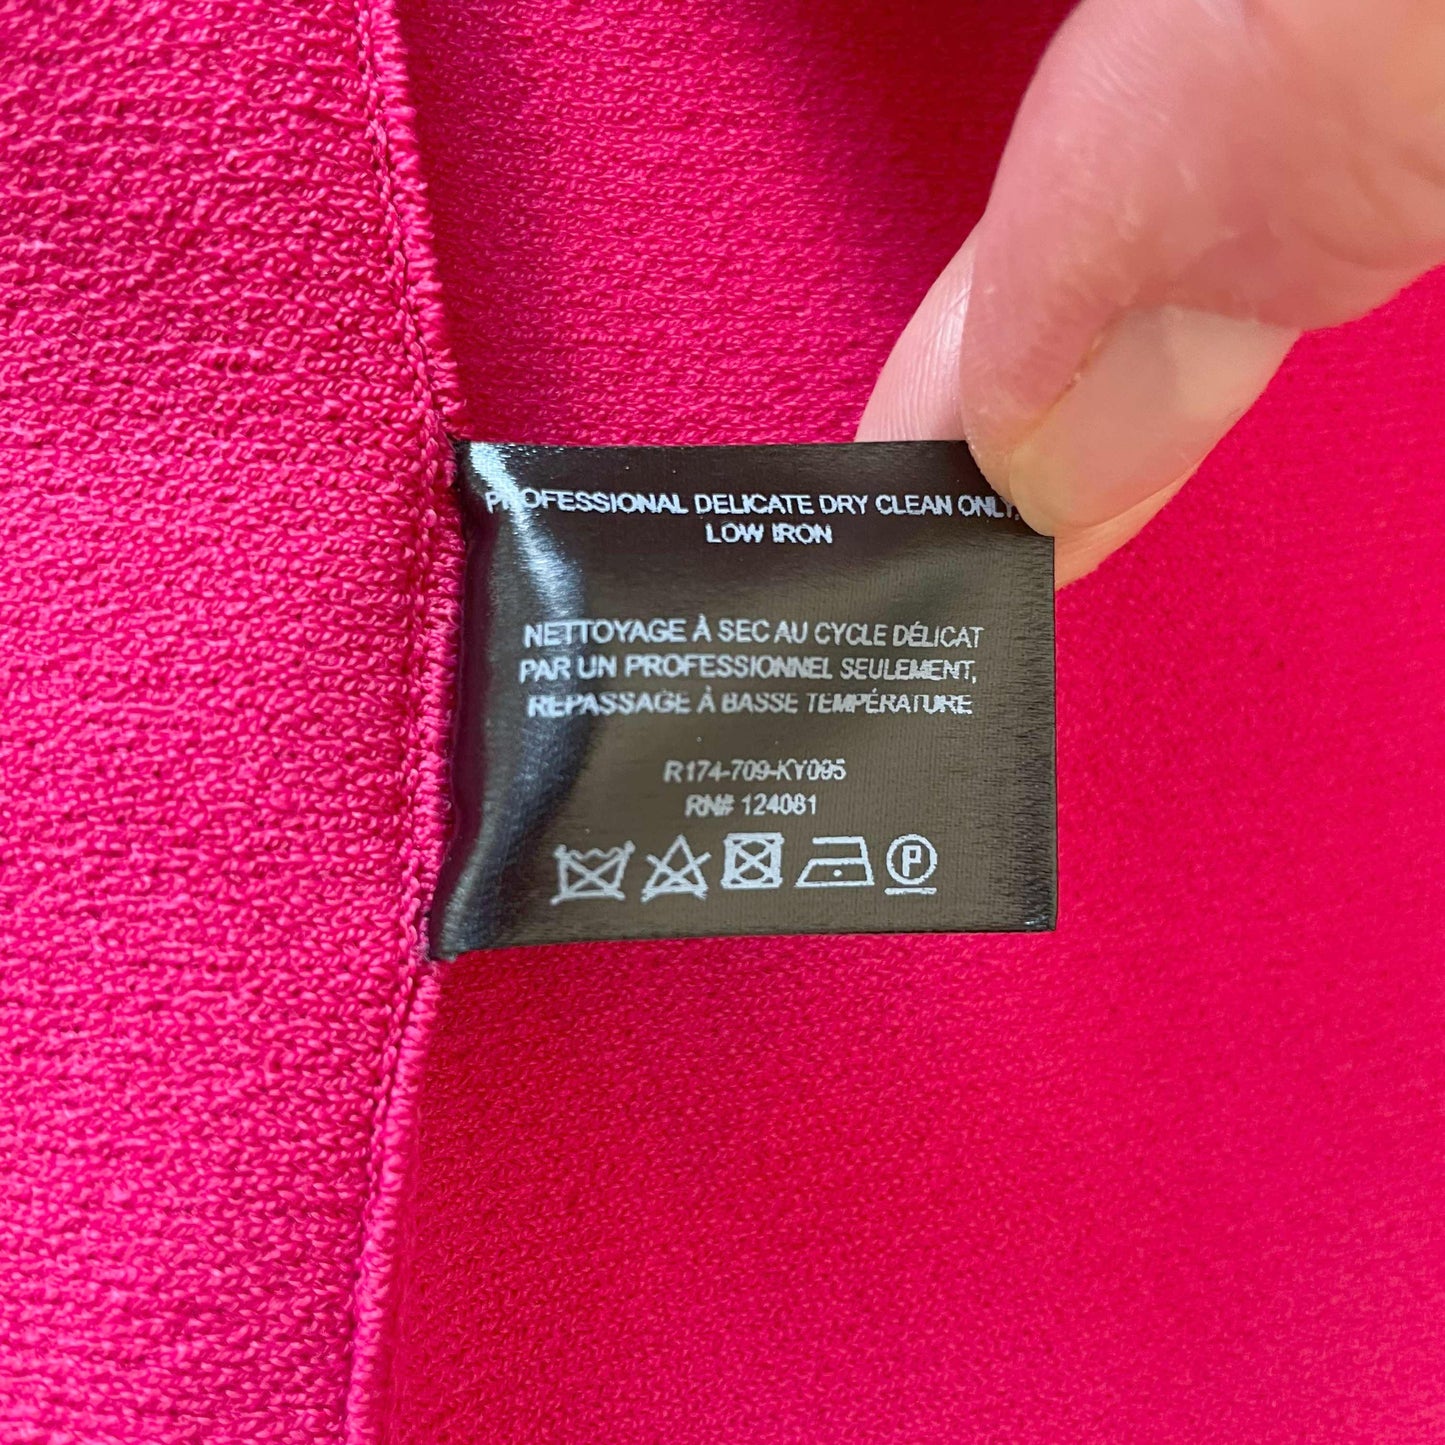 PROFESSIONAL DELICATE DRY CLEAN ONLY,
LOW IRON
NETTOYAGE À SEC AU CYCLE DÉLICAT
PAR UN PROFESSIONNEL SEULEMENT,
REPASSAGE À BASSE TEMPÉRATURE
R174-709-KY095
RN# 124081
P